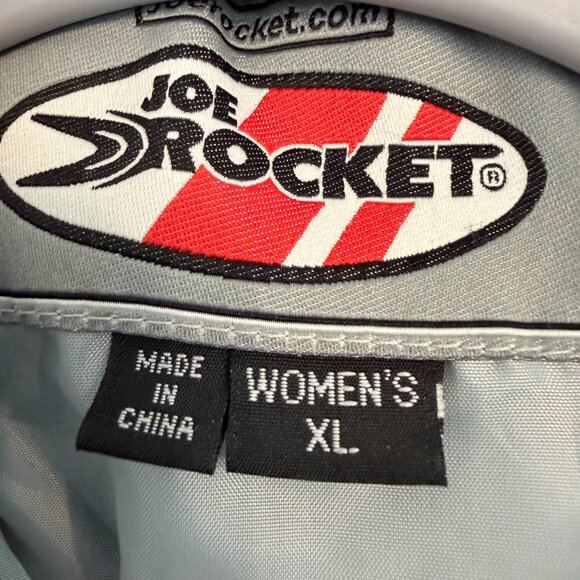 joerocket.com
JOE
ROCKET®
MADE
IN
CHINA
WOMEN'S
XL